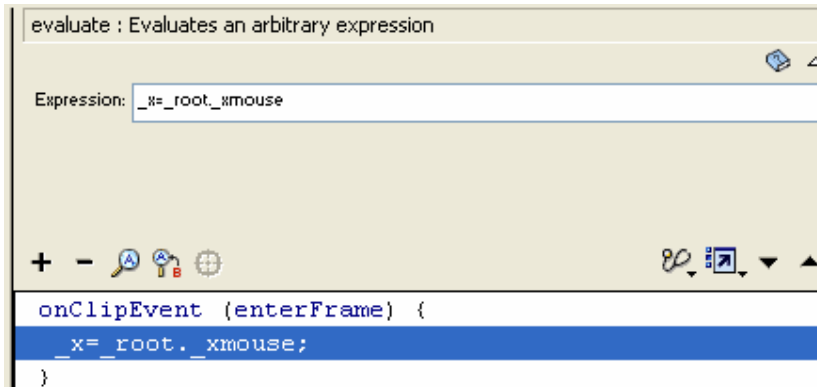 evaluate : Evaluates an arbitrary expression
Expression: _x=_root._xmouse
onClipEvent (enterFrame) {
_x=_root._xmouse;
}